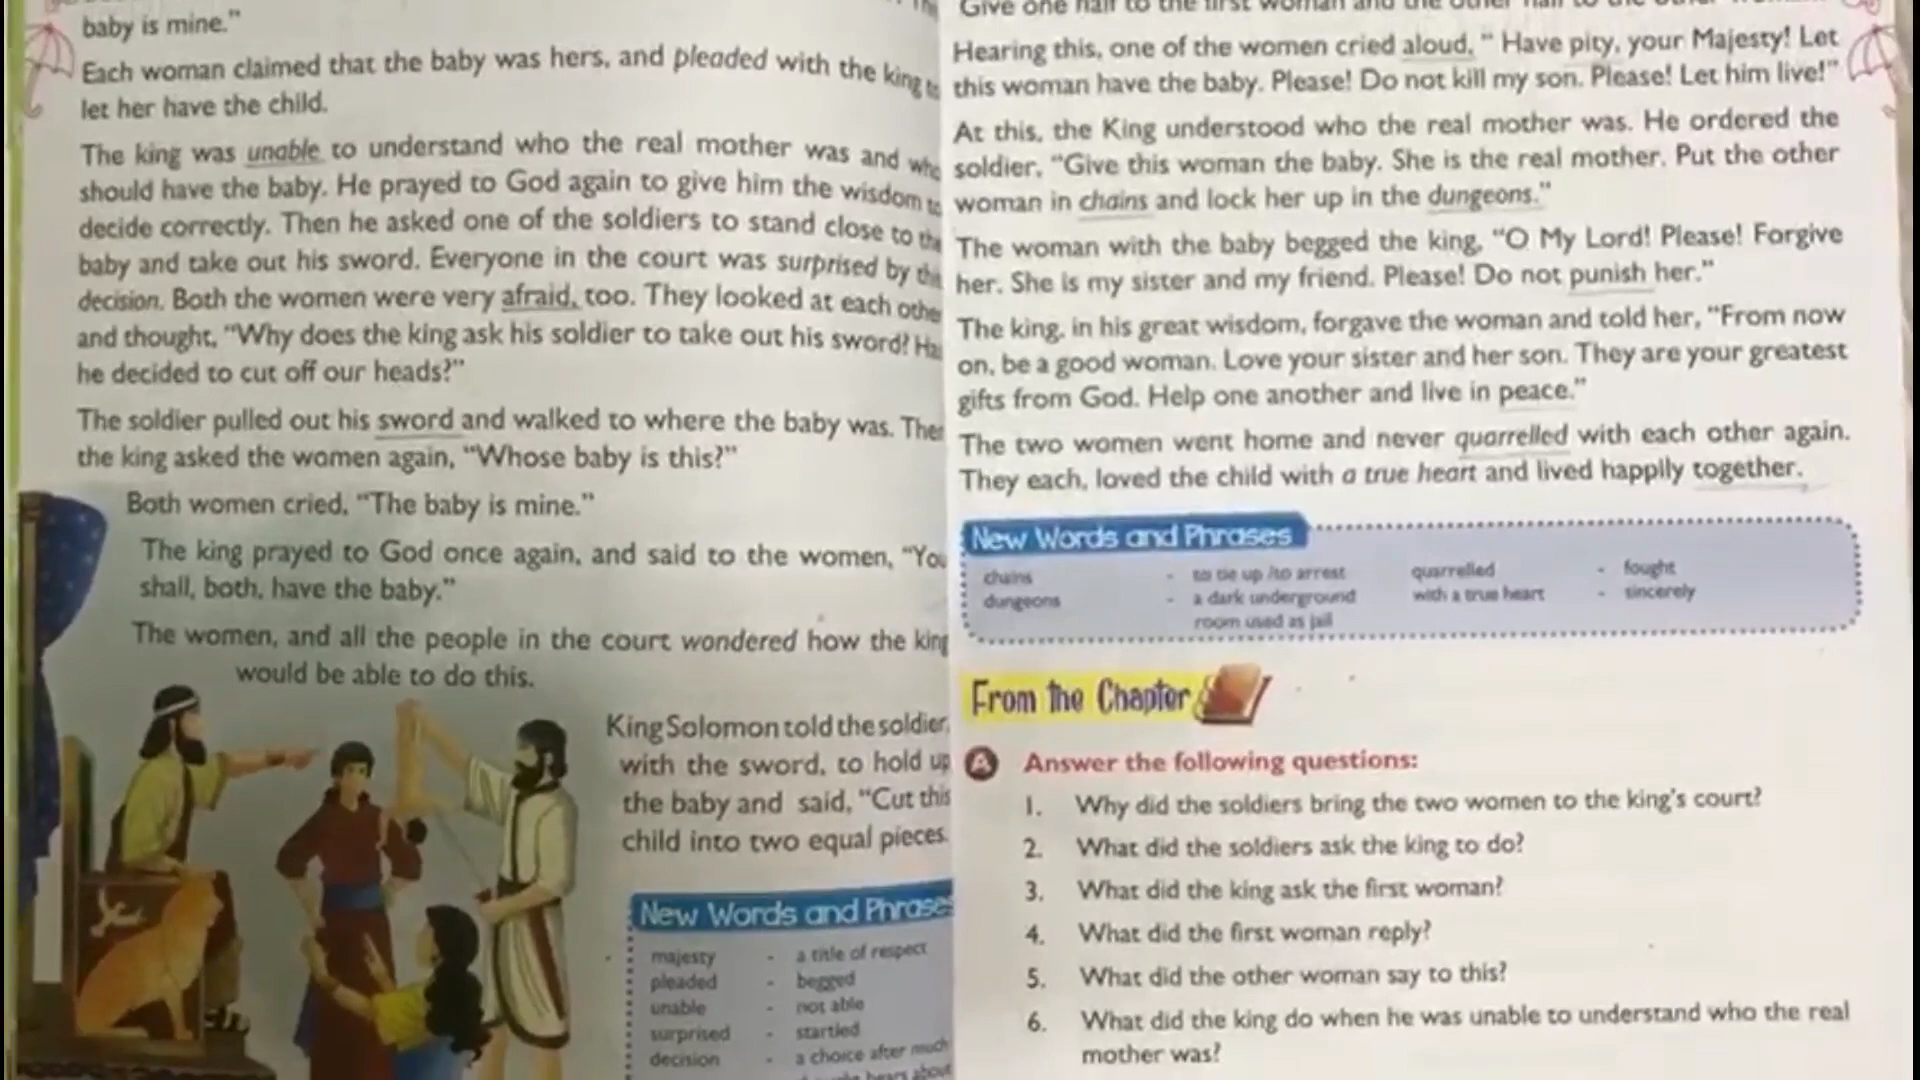 baby is mine."
Each woman claimed that the baby was hers, and pleaded with the king to
let her have the child.
The king was unable to understand who the real mother was and who
should have the baby. He prayed to God again to give him the wisdom to
decide correctly. Then he asked one of the soldiers to stand close to the
baby and take out his sword. Everyone in the court was surprised by the
decision. Both the women were very afraid, too. They looked at each othe
and thought, "Why does the king ask his soldier to take out his sword? Ha
he decided to cut off our heads?"
The soldier pulled out his sword and walked to where the baby was. Then
the king asked the women again, "Whose baby is this?"
Both women cried, "The baby is mine."
The king prayed to God once again, and said to the women, "You
shall, both, have the baby."
The women, and all the people in the court wondered how the king
would be able to do this.
King Solomon told the soldier,
with the sword, to hold up
the baby and said, "Cut this
child into two equal pieces.
New Words and Phrases
majesty - a title of respect
pleaded - begged
unable - not able
surprised - startled
decision - a choice after much
Give one half to the first woman and the other half to the other
Hearing this, one of the women cried aloud, " Have pity, your Majesty! Let
this woman have the baby. Please! Do not kill my son. Please! Let him live!"
At this, the King understood who the real mother was. He ordered the
soldier, "Give this woman the baby. She is the real mother. Put the other
woman in chains and lock her up in the dungeons."
The woman with the baby begged the king, "O My Lord! Please! Forgive
her. She is my sister and my friend. Please! Do not punish her."
The king, in his great wisdom, forgave the woman and told her, "From now
on, be a good woman. Love your sister and her son. They are your greatest
gifts from God. Help one another and live in peace."
The two women went home and never quarrelled with each other again.
They each, loved the child with a true heart and lived happily together.
New Words and Phrases
chains - to tie up /to arrest quarrelled - fought
dungeons - a dark underground with a true heart - sincerely
room used as jail
From the Chapter
A Answer the following questions:
1. Why did the soldiers bring the two women to the king's court?
2. What did the soldiers ask the king to do?
3. What did the king ask the first woman?
4. What did the first woman reply?
5. What did the other woman say to this?
6. What did the king do when he was unable to understand who the real
mother was?